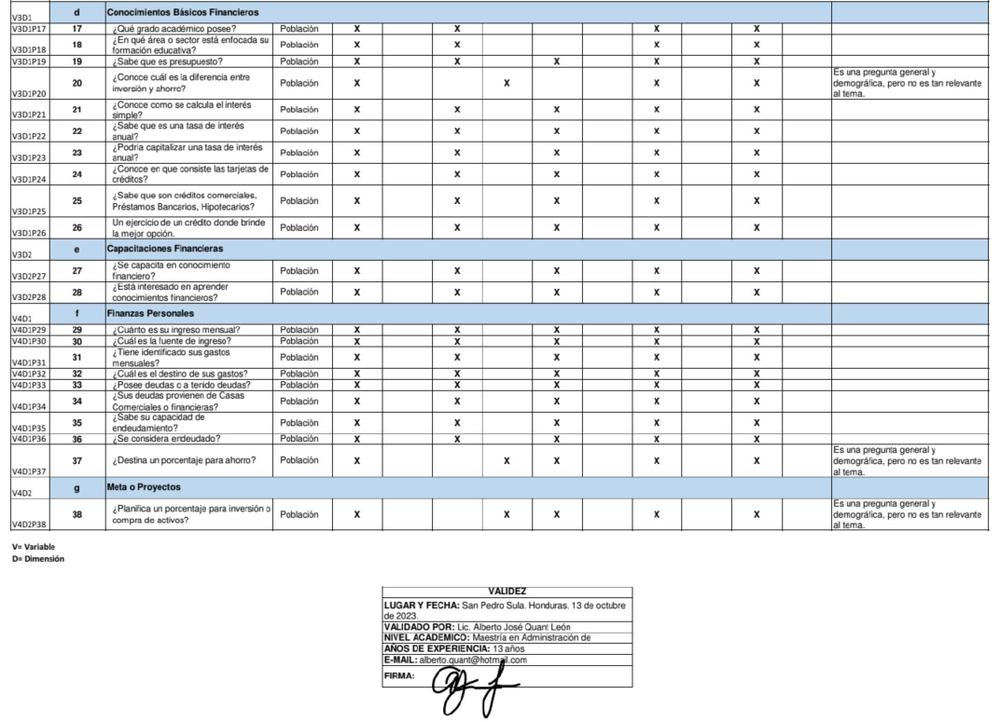 V3D1 d Conocimientos Básicos Financieros
V3D1P17 17 ¿Qué grado académico posee? Población X X X X
V3D1P18 18 ¿En qué área o sector está enfocada su
formación educativa? Población X X X X
V3D1P19 19 ¿Sabe que es presupuesto? Población X X X X X
V3D1P20 20 ¿Conoce cuál es la diferencia entre
inversión y ahorro? Población X X X X Es una pregunta general y
demográfica, pero no es tan relevante
al tema.
V3D1P21 21 ¿Conoce como se calcula el interés
simple? Población X X X X X
V3D1P22 22 ¿Sabe que es una tasa de interés
anual? Población X X X X X
V3D1P23 23 ¿Podría capitalizar una tasa de interés
anual? Población X X X X X
V3D1P24 24 ¿Conoce en que consiste las tarjetas de
créditos? Población X X X X X
V3D1P25 25 ¿Sabe que son créditos comerciales,
Préstamos Bancarios, Hipotecarios? Población X X X X X
V3D1P26 26 Un ejercicio de un crédito donde brinde
la mejor opción. Población X X X X X
V3D2 e Capacitaciones Financieras
V3D2P27 27 ¿Se capacita en conocimiento
financiero? Población X X X X X
V3D2P28 28 ¿Está interesado en aprender
conocimientos financieros? Población X X X X X
V4D1 f Finanzas Personales
V4D1P29 29 ¿Cuánto es su ingreso mensual? Población X X X X X
V4D1P30 30 ¿Cuál es la fuente de ingreso? Población X X X X X
V4D1P31 31 ¿Tiene identificado sus gastos
mensuales? Población X X X X X
V4D1P32 32 ¿Cuál es el destino de sus gastos? Población X X X X X
V4D1P33 33 ¿Posee deudas o a tenido deudas? Población X X X X X
V4D1P34 34 ¿Sus deudas provienen de Casas
Comerciales o financieras? Población X X X X X
V4D1P35 35 ¿Sabe su capacidad de
endeudamiento? Población X X X X X
V4D1P36 36 ¿Se considera endeudado? Población X X X X X
V4D1P37 37 ¿Destina un porcentaje para ahorro? Población X X X X X Es una pregunta general y
demográfica, pero no es tan relevante
al tema.
V4D2 g Meta o Proyectos
V4D2P38 38 ¿Planifica un porcentaje para inversión o
compra de activos? Población X X X X X Es una pregunta general y
demográfica, pero no es tan relevante
al tema.
V= Variable
D= Dimensión
VALIDEZ
LUGAR Y FECHA: San Pedro Sula. Honduras. 13 de octubre
de 2023.
VALIDADO POR: Lic. Alberto José Quant León
NIVEL ACADEMICO: Maestría en Administración de
AÑOS DE EXPERIENCIA: 13 años
E-MAIL: alberto.quant@hotmail.com
FIRMA: